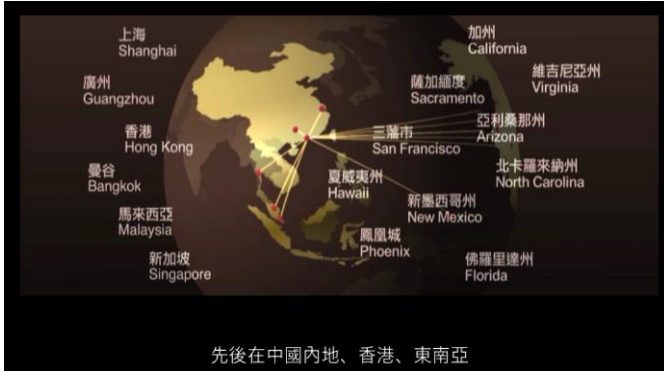 上海
Shanghai
廣州
Guangzhou
香港
Hong Kong
曼谷
Bangkok
馬來西亞
Malaysia
新加坡
Singapore
加州
California
維吉尼亞州
Virginia
薩加緬度
Sacramento
亞利桑那州
Arizona
三藩市
San Francisco
北卡羅來納州
North Carolina
夏威夷州
Hawaii
新墨西哥州
New Mexico
鳳凰城
Phoenix
佛羅里達州
Florida
先後在中國內地、香港、東南亞